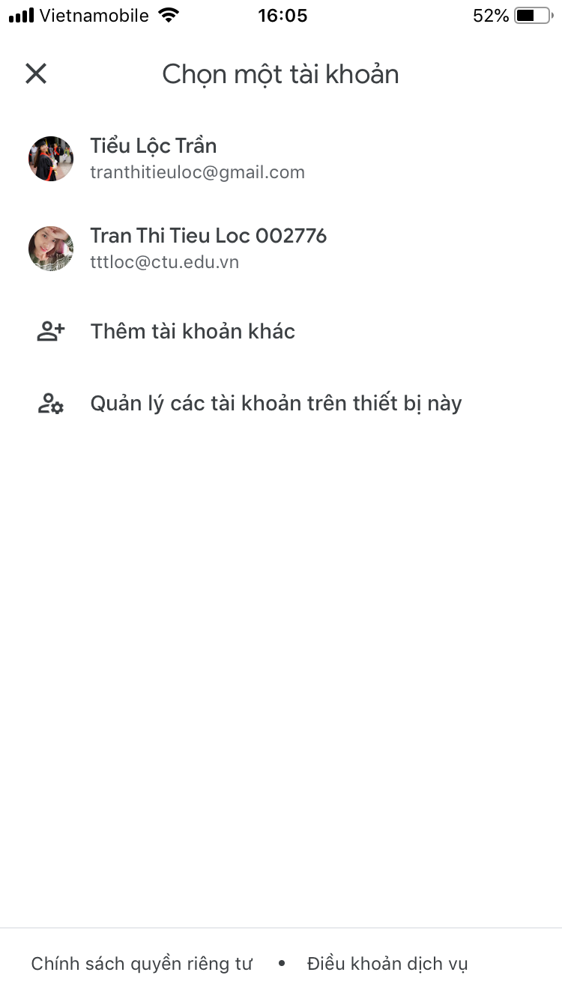 Vietnamobile 16:05 52%
Chọn một tài khoản
Tiểu Lộc Trần
tranthitieuloc@gmail.com
Tran Thi Tieu Loc 002776
tttloc@ctu.edu.vn
Thêm tài khoản khác
Quản lý các tài khoản trên thiết bị này
Chính sách quyền riêng tư • Điều khoản dịch vụ